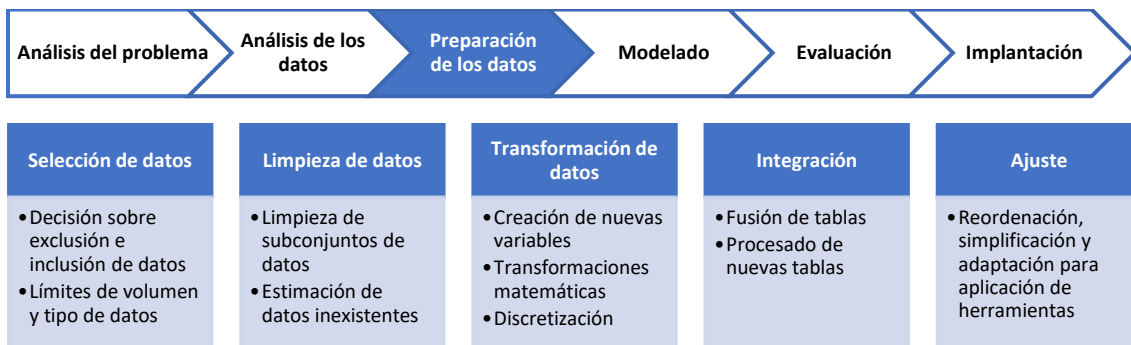 Análisis del problema
Análisis de los
datos
Preparación
de los datos
Modelado
Evaluación
Implantación
Selección de datos
•Decisión sobre
exclusión e
inclusión de datos
•Límites de volumen
y tipo de datos
Limpieza de datos
•Limpieza de
subconjuntos de
datos
•Estimación de
datos inexistentes
Transformación de
datos
•Creación de nuevas
variables
•Transformaciones
matemáticas
•Discretización
Integración
•Fusión de tablas
•Procesado de
nuevas tablas
Ajuste
•Reordenación,
simplificación y
adaptación para
aplicación de
herramientas